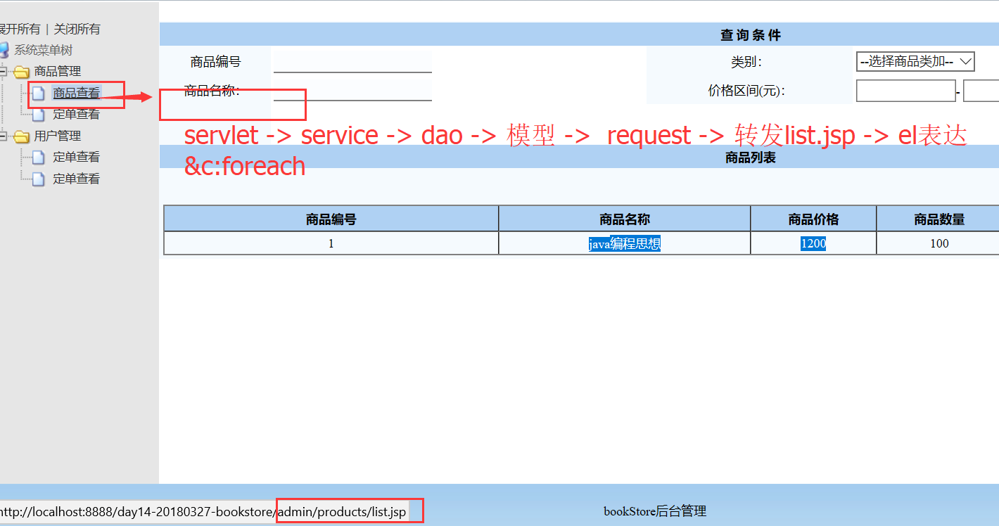 展开所有 | 关闭所有
系统菜单树
商品管理
商品查看
定单查看
用户管理
定单查看
定单查看
查 询 条 件
商品编号
类别：
--选择商品类加--
商品名称：
价格区间(元)：
-
servlet -> service -> dao -> 模型 -> request -> 转发list.jsp -> el表达
&c:foreach
商品列表
商品编号 商品名称 商品价格 商品数量
1 java编程思想 1200 100
http://localhost:8888/day14-20180327-bookstore/admin/products/list.jsp
bookStore后台管理